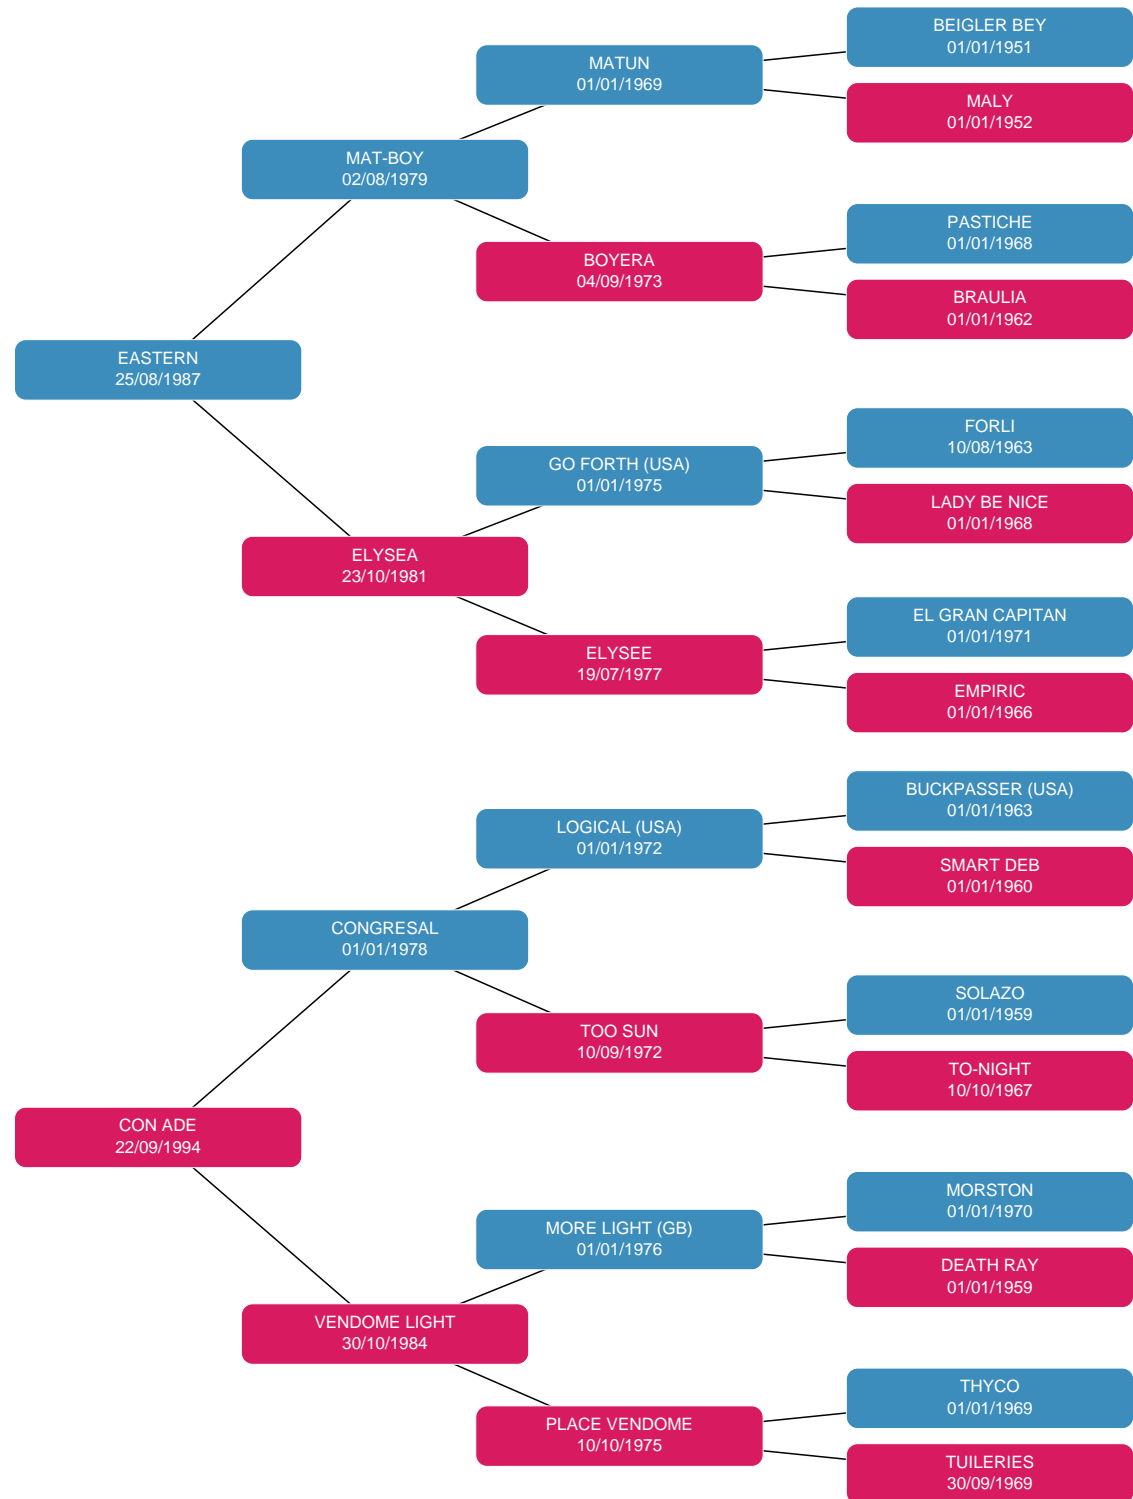 BEIGLER BEY
01/01/1951
MATUN
01/01/1969
MALY
01/01/1952
MAT-BOY
02/08/1979
PASTICHE
01/01/1968
BOYERA
04/09/1973
BRAULIA
01/01/1962
EASTERN
25/08/1987
FORLI
10/08/1963
GO FORTH (USA)
01/01/1975
LADY BE NICE
01/01/1968
ELYSEA
23/10/1981
EL GRAN CAPITAN
01/01/1971
ELYSEE
19/07/1977
EMPIRIC
01/01/1966
BUCKPASSER (USA)
01/01/1963
LOGICAL (USA)
01/01/1972
SMART DEB
01/01/1960
CONGRESAL
01/01/1978
SOLAZO
01/01/1959
TOO SUN
10/09/1972
TO-NIGHT
10/10/1967
CON ADE
22/09/1994
MORSTON
01/01/1970
MORE LIGHT (GB)
01/01/1976
DEATH RAY
01/01/1959
VENDOME LIGHT
30/10/1984
THYCO
01/01/1969
PLACE VENDOME
10/10/1975
TUILERIES
30/09/1969